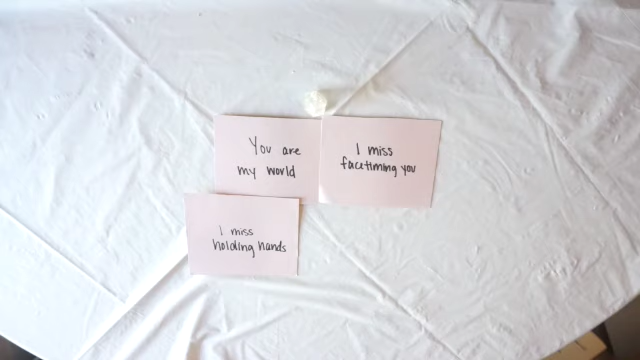 You are
my world
I miss
facetiming you
I miss
holding hands